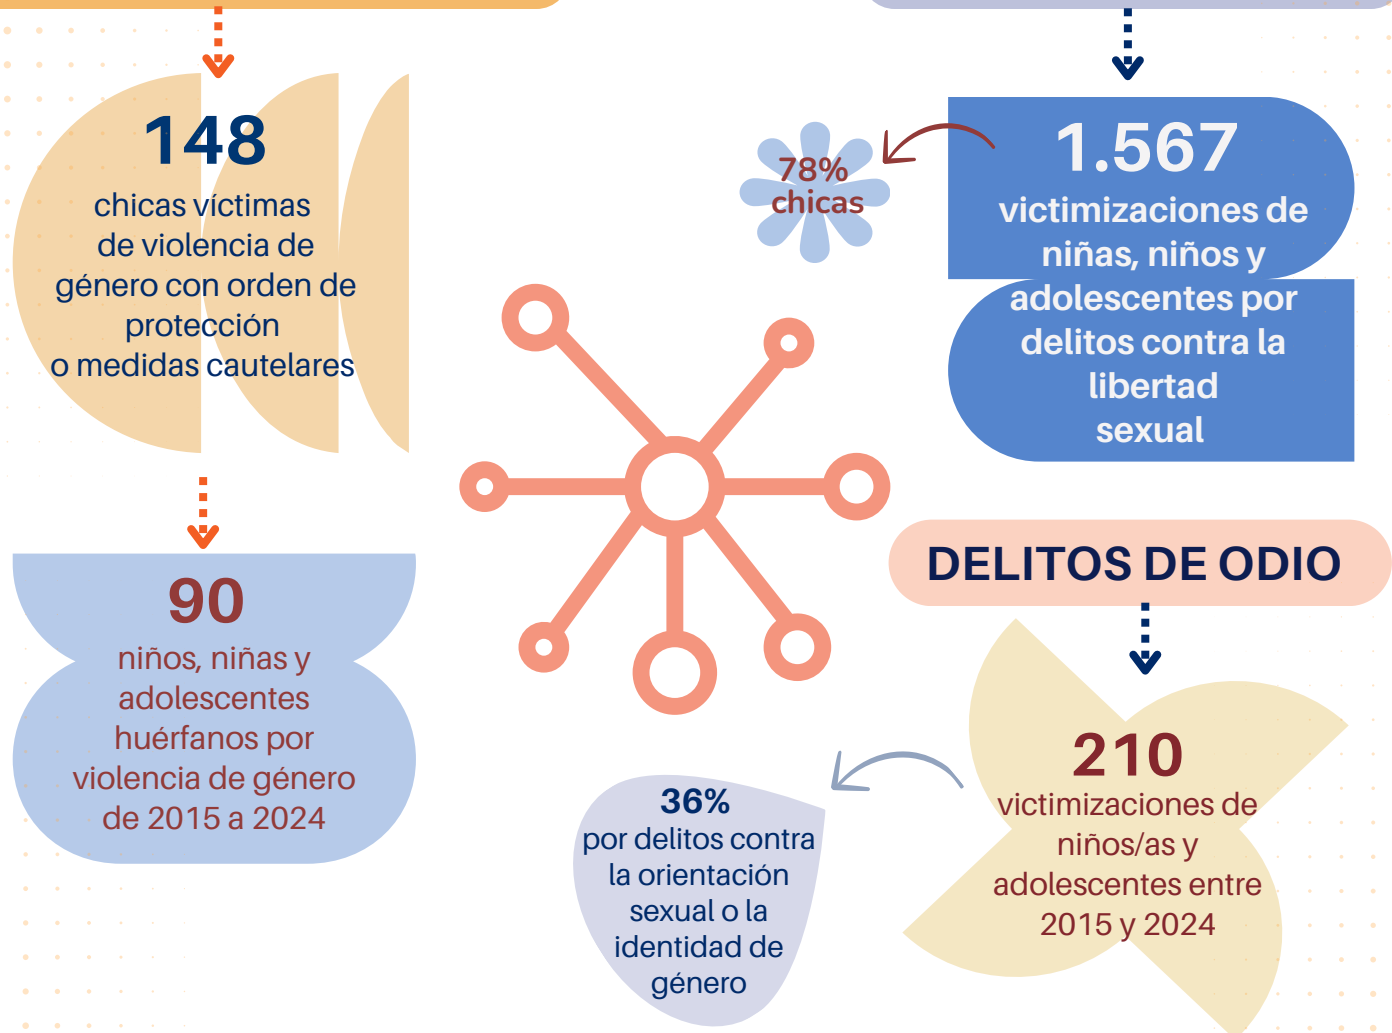 148
chicas víctimas
de violencia de
género con orden de
protección
o medidas cautelares
90
niños, niñas y
adolescentes
huérfanos por
violencia de género
de 2015 a 2024
78%
chicas
1.567
victimizaciones de
niñas, niños y
adolescentes por
delitos contra la
libertad
sexual
DELITOS DE ODIO
210
victimizaciones de
niños/as y
adolescentes entre
2015 y 2024
36%
por delitos contra
la orientación
sexual o la
identidad de
género